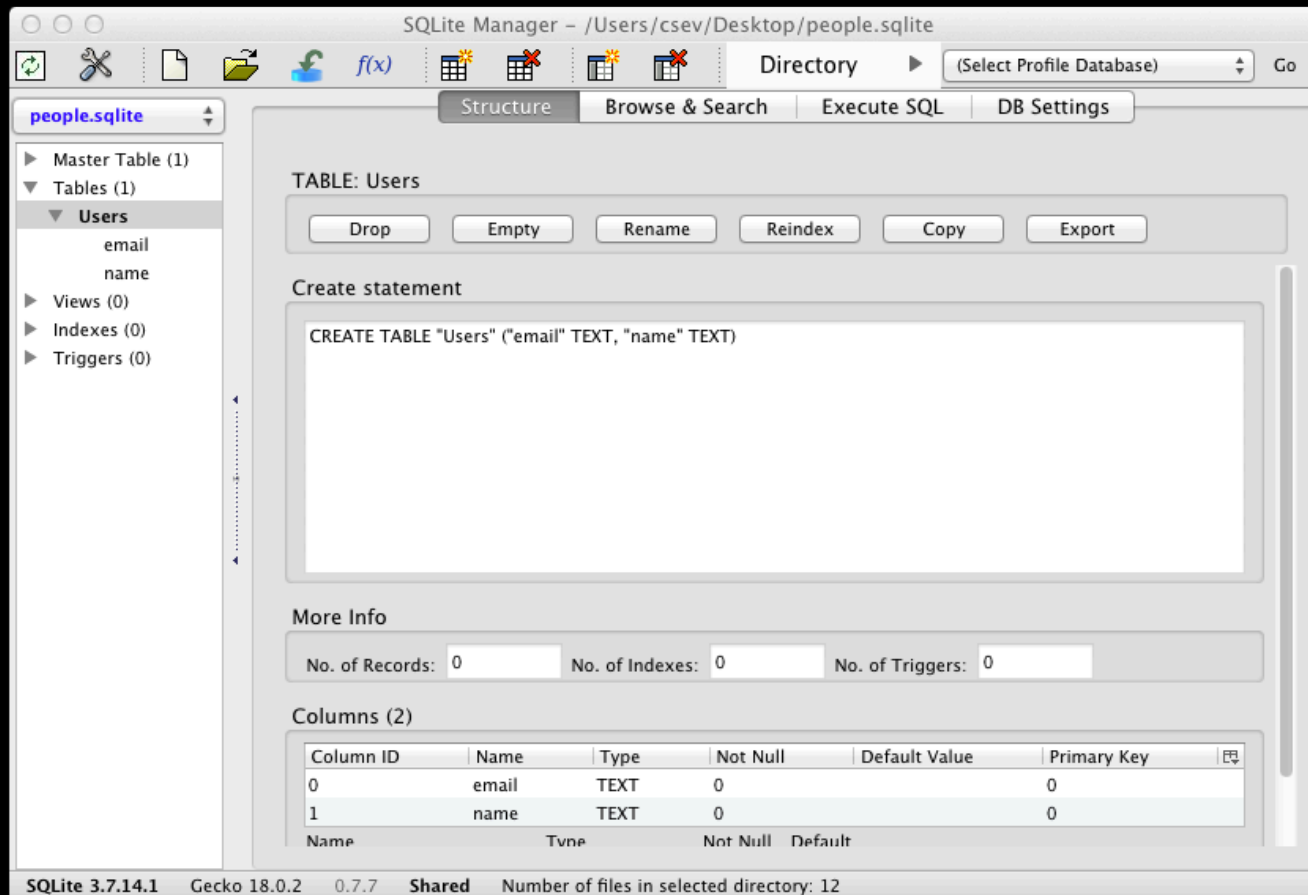 SQLite Manager – /Users/csev/Desktop/people.sqlite
f(x) Directory (Select Profile Database) Go
people.sqlite
Structure Browse & Search Execute SQL DB Settings
Master Table (1)
Tables (1)
Users
email
name
Views (0)
Indexes (0)
Triggers (0)
TABLE: Users
Drop Empty Rename Reindex Copy Export
Create statement
CREATE TABLE "Users" ("email" TEXT, "name" TEXT)
More Info
No. of Records: 0 No. of Indexes: 0 No. of Triggers: 0
Columns (2)
Column ID Name Type Not Null Default Value Primary Key
0 email TEXT 0 0
1 name TEXT 0 0
Name Type Not Null Default
SQLite 3.7.14.1 Gecko 18.0.2 0.7.7 Shared Number of files in selected directory: 12